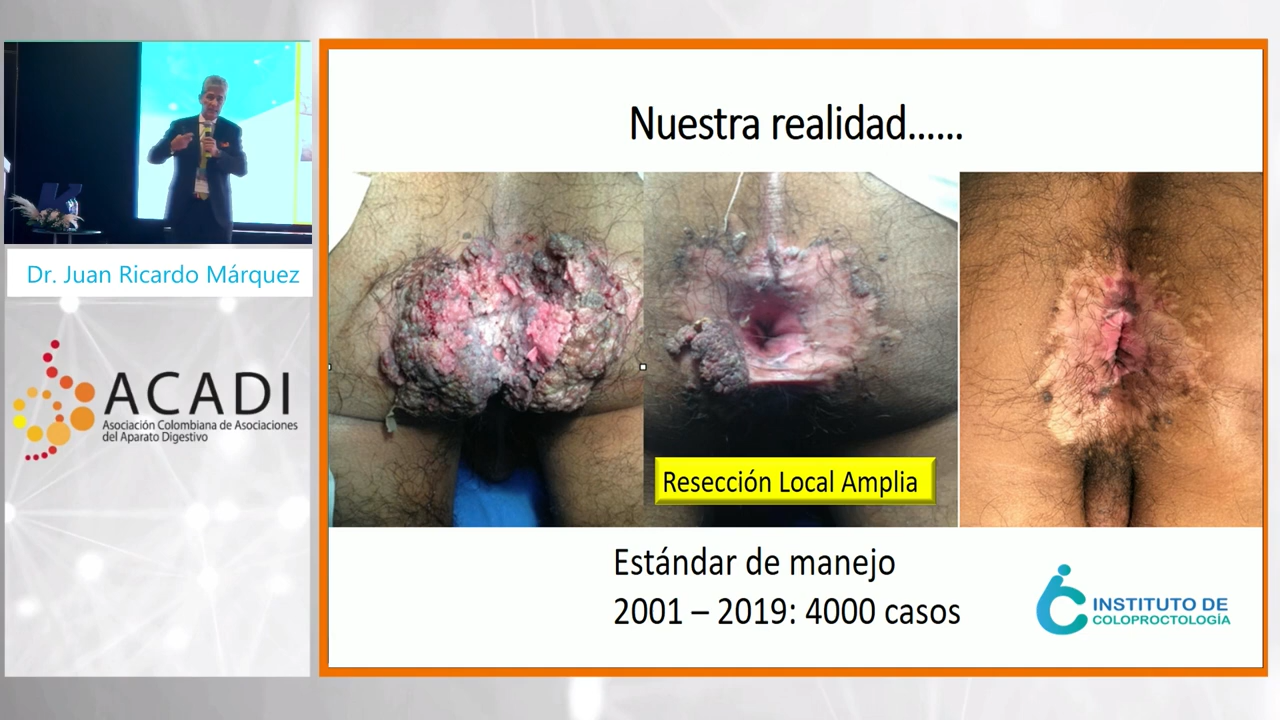 Nuestra realidad......
Dr. Juan Ricardo Márquez
ACADI
Asociación Colombiana de Asociaciones
del Aparato Digestivo
Resección Local Amplia
Estándar de manejo
2001 – 2019: 4000 casos
INSTITUTO DE
COLOPROCTOLOGÍA